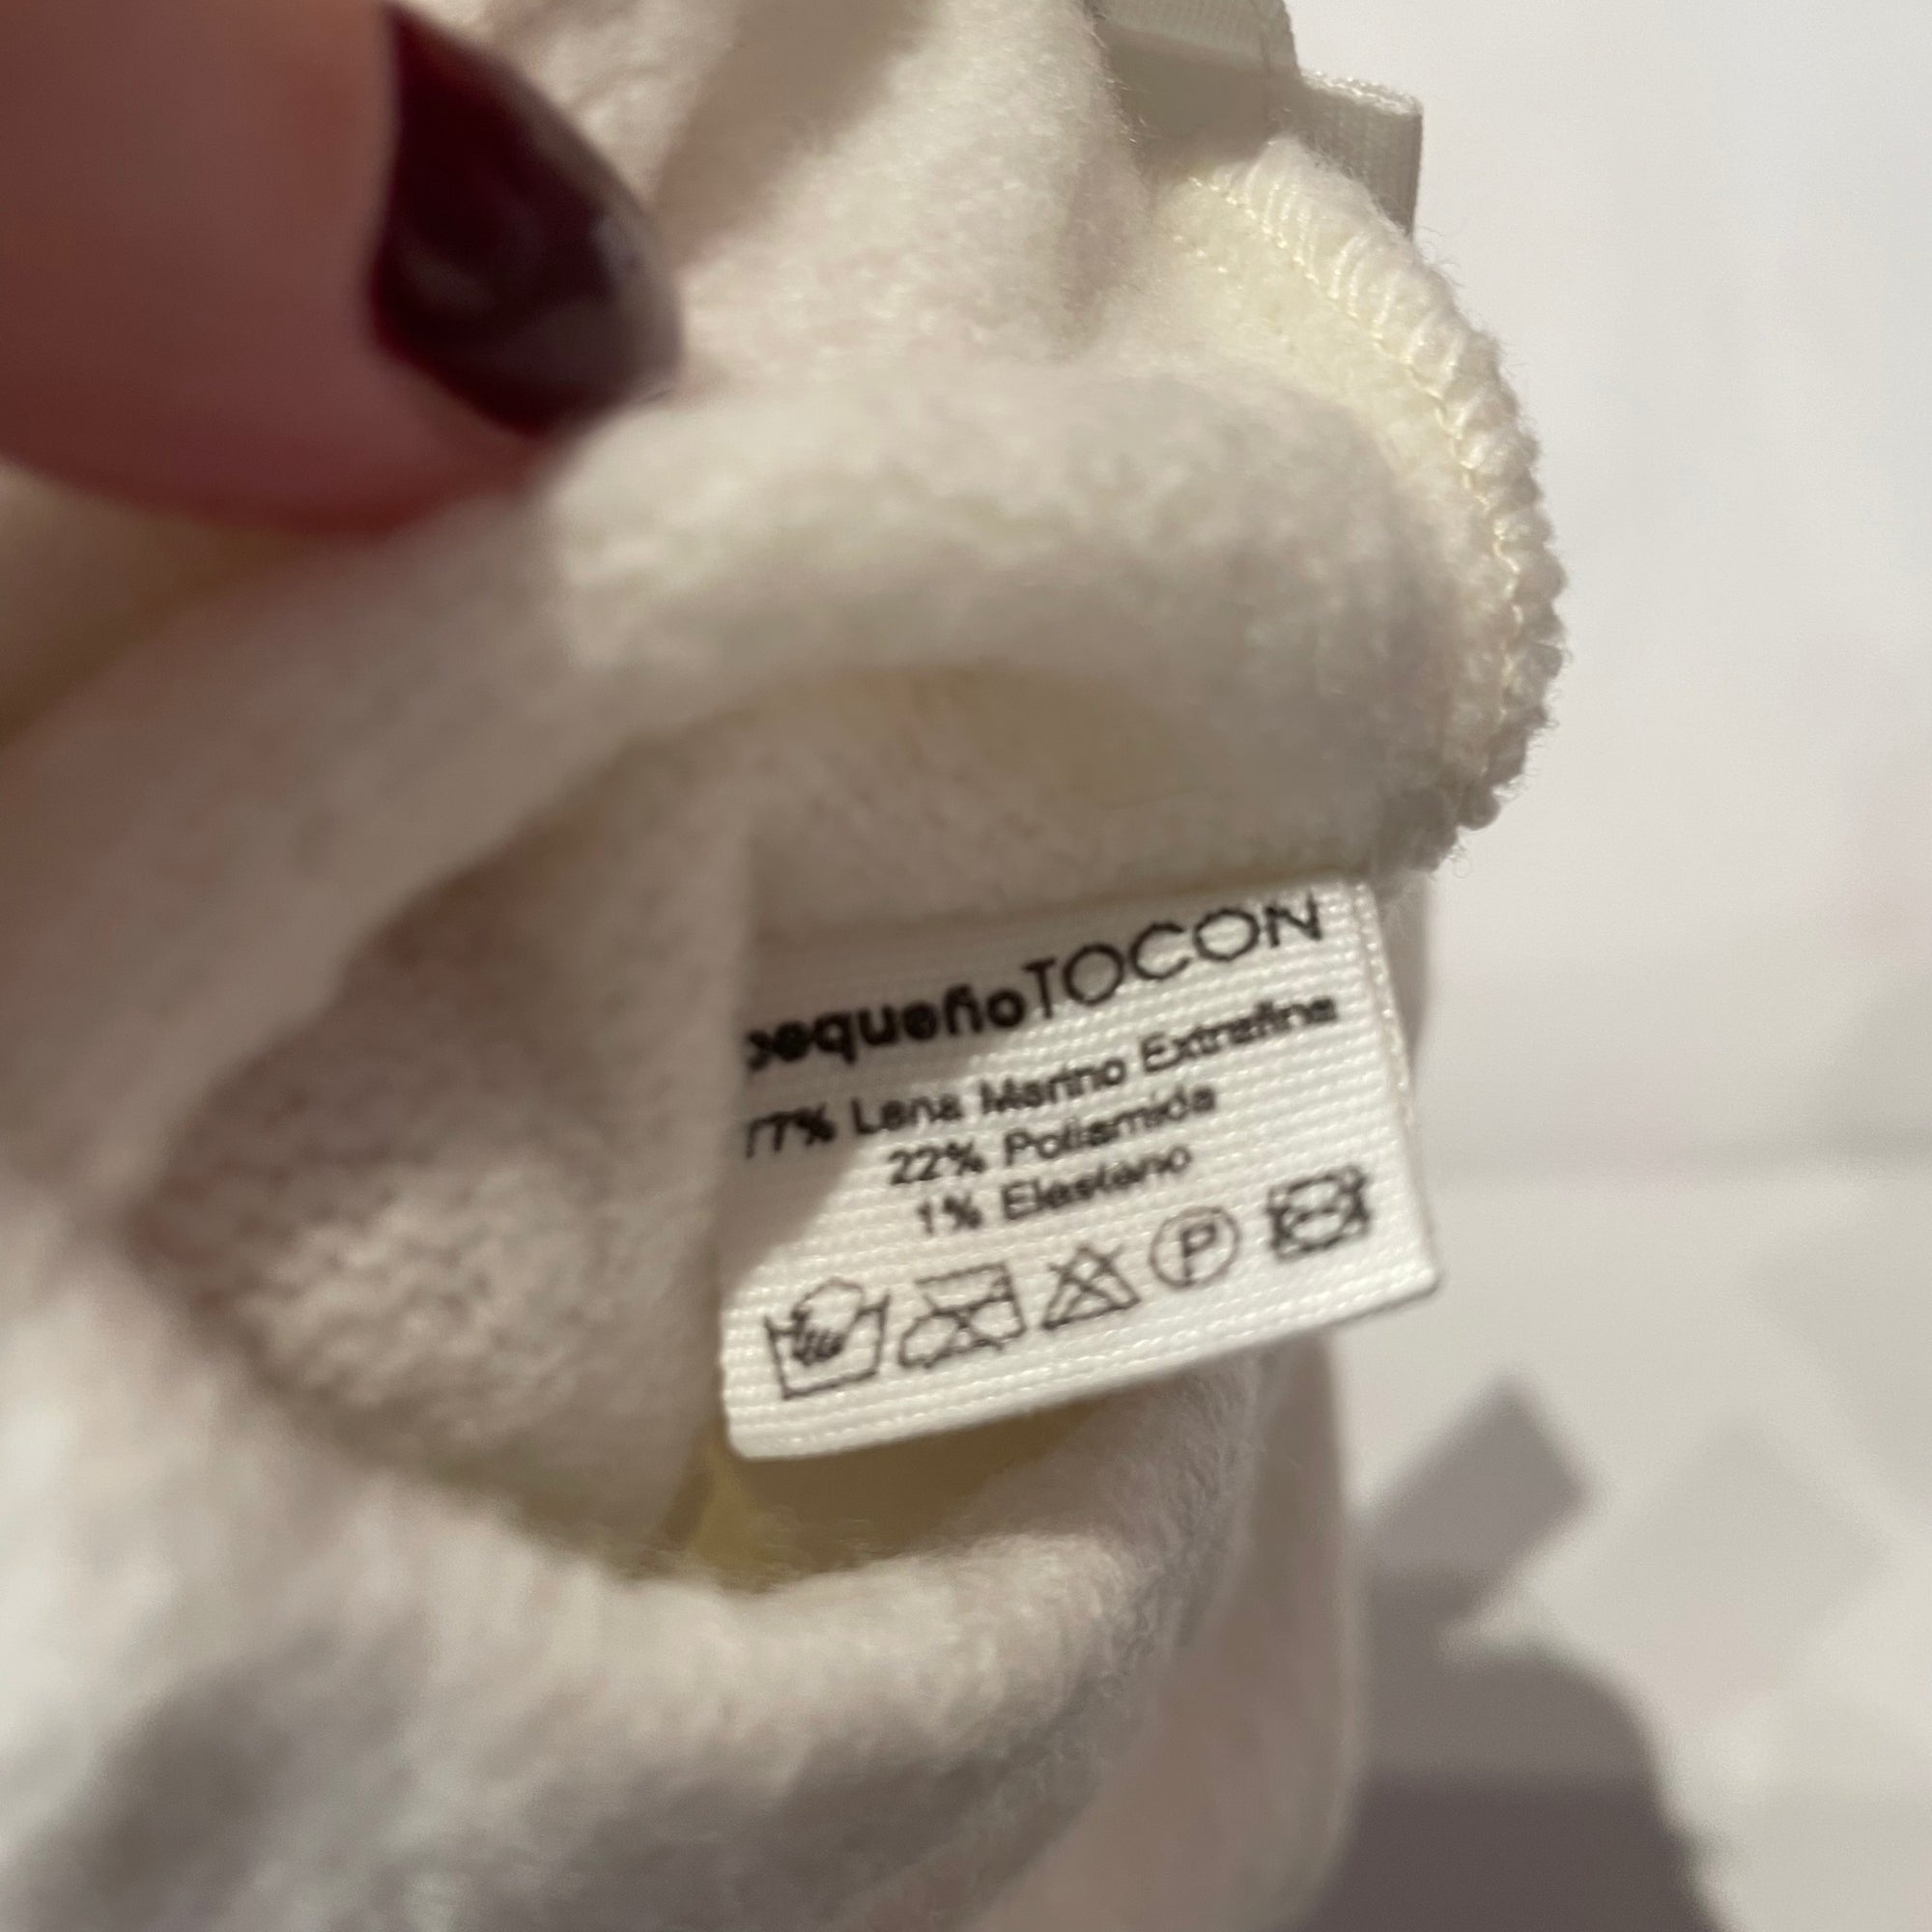 pequeñoTOCON
77% Lana Merino Extrafine
22% Poliamida
1% Elastano
P